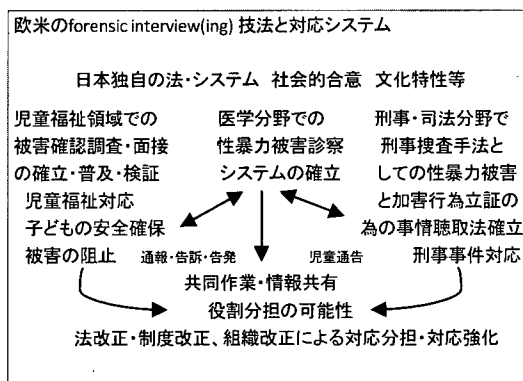 欧米のforensic interview(ing) 技法と対応システム
日本独自の法・システム 社会的合意 文化特性等
児童福祉領域での
被害確認調査・面接
の確立・普及・検証
児童福祉対応
子どもの安全確保
被害の阻止
医学分野での
性暴力被害診察
システムの確立
刑事・司法分野で
刑事捜査手法と
しての性暴力被害
と加害行為立証の
為の事情聴取法確立
刑事事件対応
通報・告訴・告発
児童通告
共同作業・情報共有
役割分担の可能性
法改正・制度改正、組織改正による対応分担・対応強化